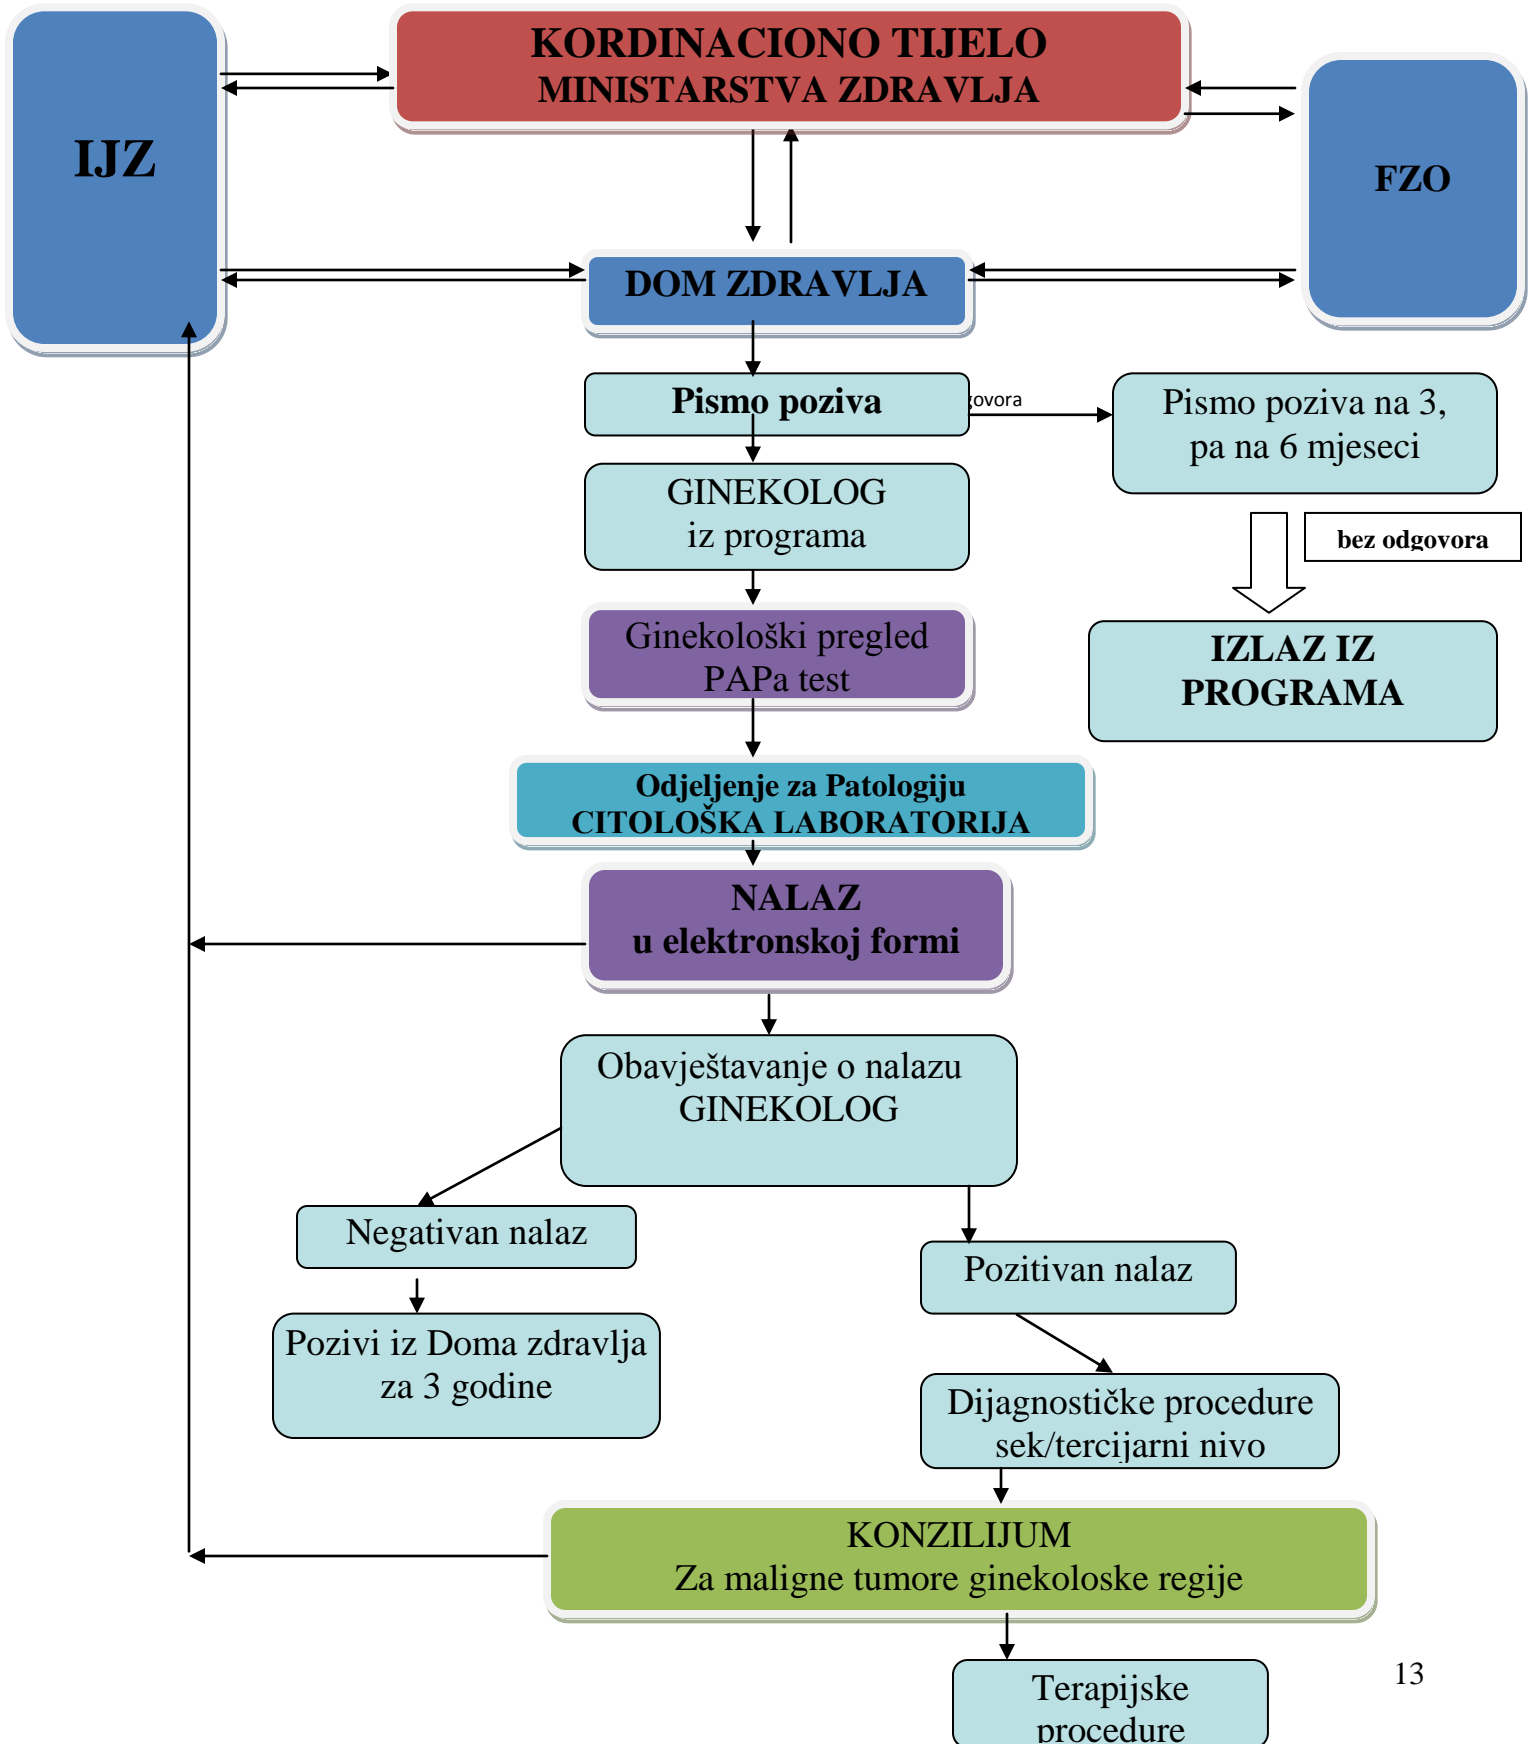 KORDINACIONO TIJELO
MINISTARSTVA ZDRAVLJA
IJZ
FZO
DOM ZDRAVLJA
Pismo poziva
govora
Pismo poziva na 3,
pa na 6 mjeseci
GINEKOLOG
iz programa
bez odgovora
Ginekološki pregled
PAPa test
IZLAZ IZ
PROGRAMA
Odjeljenje za Patologiju
CITOLOŠKA LABORATORIJA
NALAZ
u elektronskoj formi
Obavještavanje o nalazu
GINEKOLOG
Negativan nalaz
Pozitivan nalaz
Pozivi iz Doma zdravlja
za 3 godine
Dijagnostičke procedure
sek/tercijarni nivo
KONZILIJUM
Za maligne tumore ginekoloske regije
Terapijske
procedure
13